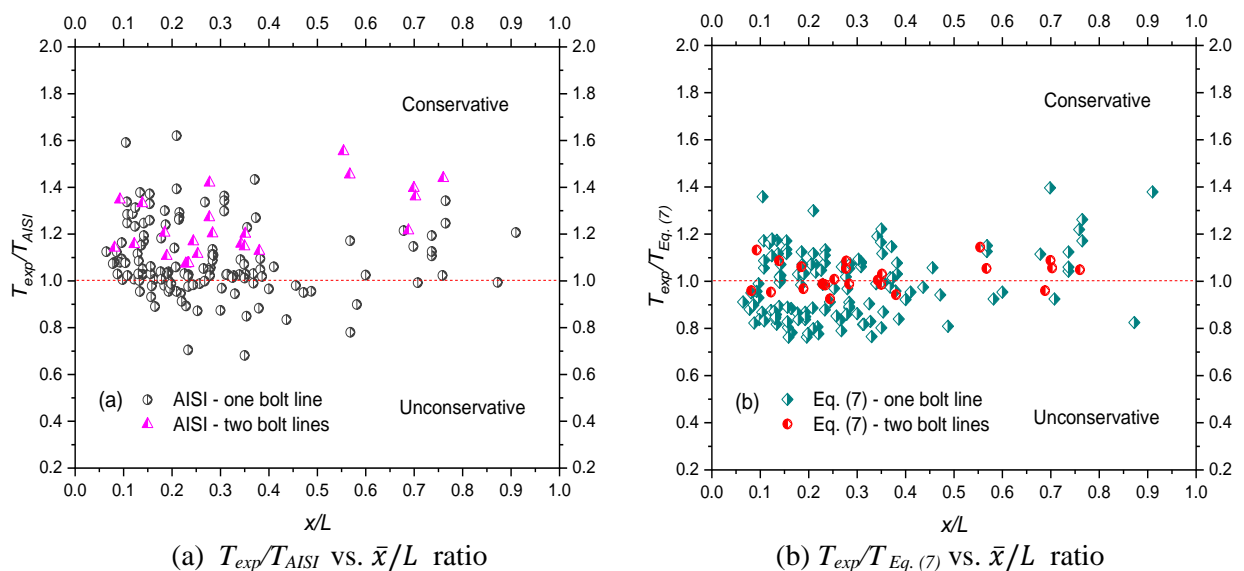 0.0 0.1 0.2 0.3 0.4 0.5 0.6 0.7 0.8 0.9 1.0
2.0 2.0
1.8 1.8
Conservative
1.6 1.6
1.4 1.4
1.2 1.2
1.0 1.0
0.8 0.8
0.6 0.6
0.4 0.4
0.2 0.2
T_exp/T_AISI
(a)
AISI - one bolt line
AISI - two bolt lines
Unconservative
0.0 0.1 0.2 0.3 0.4 0.5 0.6 0.7 0.8 0.9 1.0
x/L
(a) T_exp/T_AISI vs. x̄/L ratio
0.0 0.1 0.2 0.3 0.4 0.5 0.6 0.7 0.8 0.9 1.0
2.0 2.0
1.8 1.8
Conservative
1.6 1.6
1.4 1.4
1.2 1.2
1.0 1.0
0.8 0.8
0.6 0.6
0.4 0.4
0.2 0.2
T_exp/T_Eq. (7)
(b)
Eq. (7) - one bolt line
Eq. (7) - two bolt lines
Unconservative
0.0 0.1 0.2 0.3 0.4 0.5 0.6 0.7 0.8 0.9 1.0
x/L
(b) T_exp/T_Eq. (7) vs. x̄/L ratio